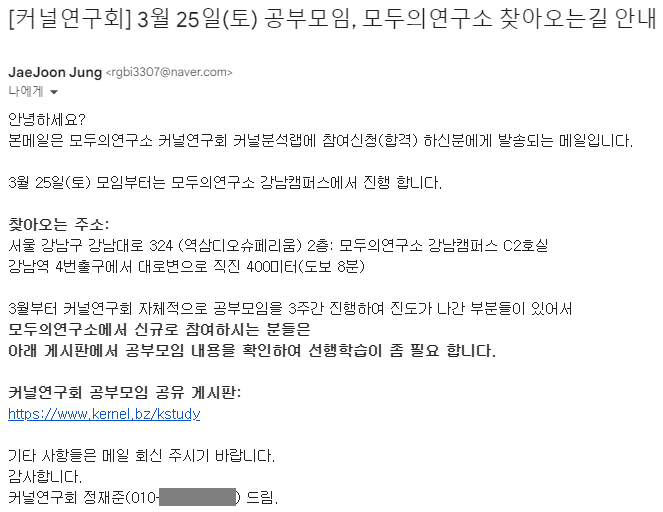 [커널연구회] 3월 25일(토) 공부모임, 모두의연구소 찾아오는길 안내
JaeJoon Jung <rgbi3307@naver.com>
나에게
안녕하세요?
본메일은 모두의연구소 커널연구회 커널분석랩에 참여신청(합격) 하신분에게 발송되는 메일입니다.
3월 25일(토) 모임부터는 모두의연구소 강남캠퍼스에서 진행 합니다.
찾아오는 주소:
서울 강남구 강남대로 324 (역삼디오슈페리움) 2층: 모두의연구소 강남캠퍼스 C2호실
강남역 4번출구에서 대로변으로 직진 400미터(도보 8분)
3월부터 커널연구회 자체적으로 공부모임을 3주간 진행하여 진도가 나간 부분들이 있어서
모두의연구소에서 신규로 참여하시는 분들은
아래 게시판에서 공부모임 내용을 확인하여 선행학습이 좀 필요 합니다.
커널연구회 공부모임 공유 게시판:
https://www.kernel.bz/kstudy
기타 사항들은 메일 회신 주시기 바랍니다.
감사합니다.
커널연구회 정재준(010-) 드림.